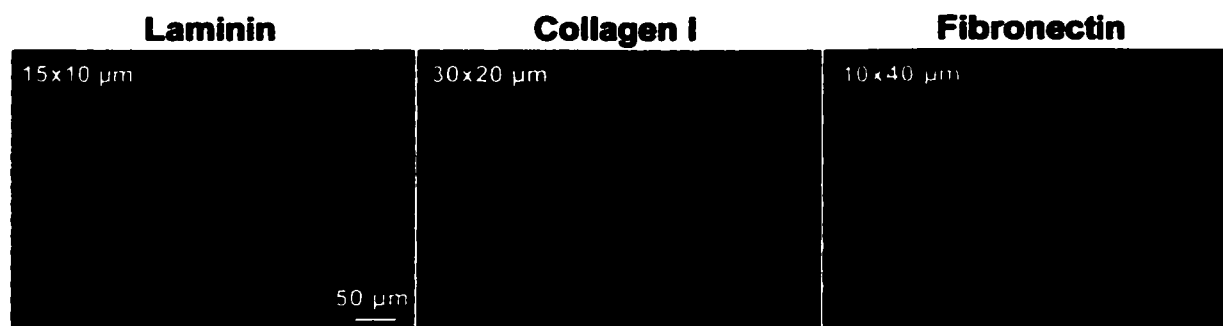 Laminin
Collagen I
Fibronectin
15x10 µm
30x20 µm
10x40 µm
50 µm